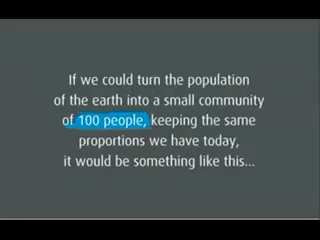 If we could turn the population
of the earth into a small community
of 100 people, keeping the same
proportions we have today,
it would be something like this...